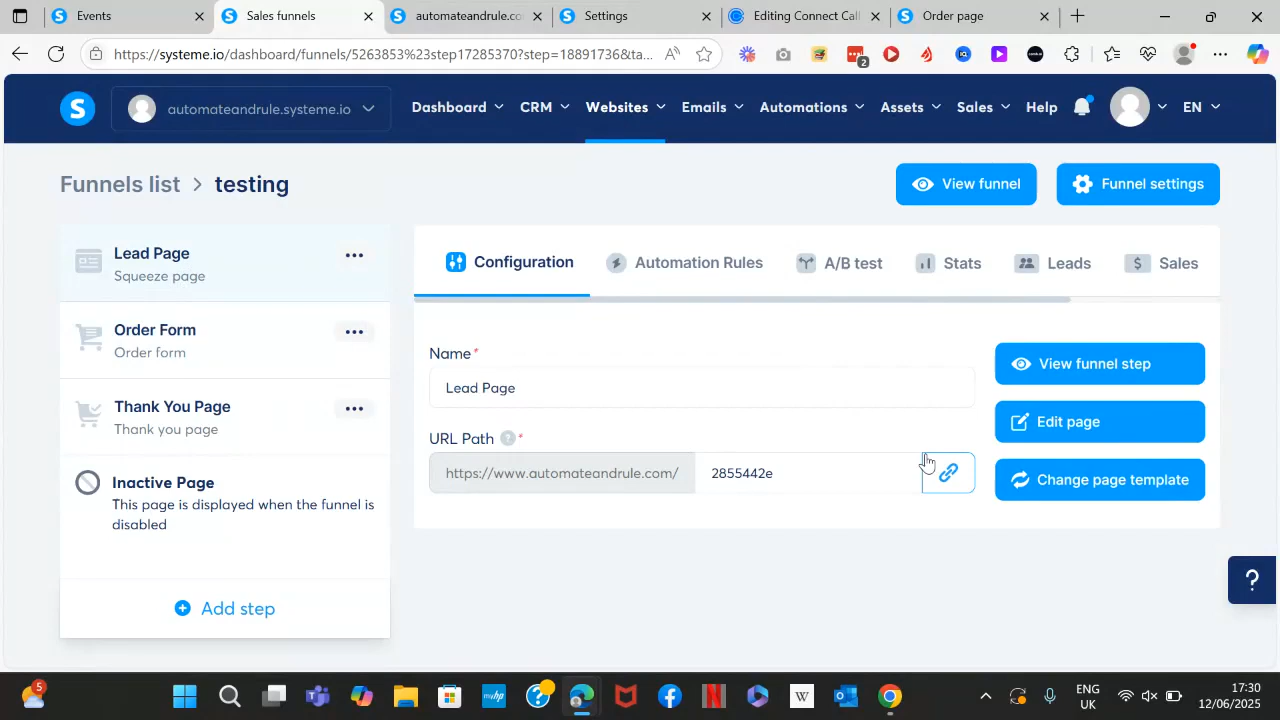 Events
Sales funnels
automateandrule.co
Settings
Editing Connect Call
Order page
https://systeme.io/dashboard/funnels/5263853%23step17285370?step=18891736&ta...
2
S
automateandrule.systeme.io
Dashboard
CRM
Websites
Emails
Automations
Assets
Sales
Help
EN
Funnels list > testing
View funnel
Funnel settings
Lead Page
Squeeze page
Order Form
Order form
Thank You Page
Thank you page
Inactive Page
This page is displayed when the funnel is
disabled
Add step
Configuration
Automation Rules
A/B test
Stats
Leads
$ Sales
Name*
Lead Page
URL Path ?*
https://www.automateandrule.com/ 2855442e
View funnel step
Edit page
Change page template
?
5
ENG
UK
17:30
12/06/2025